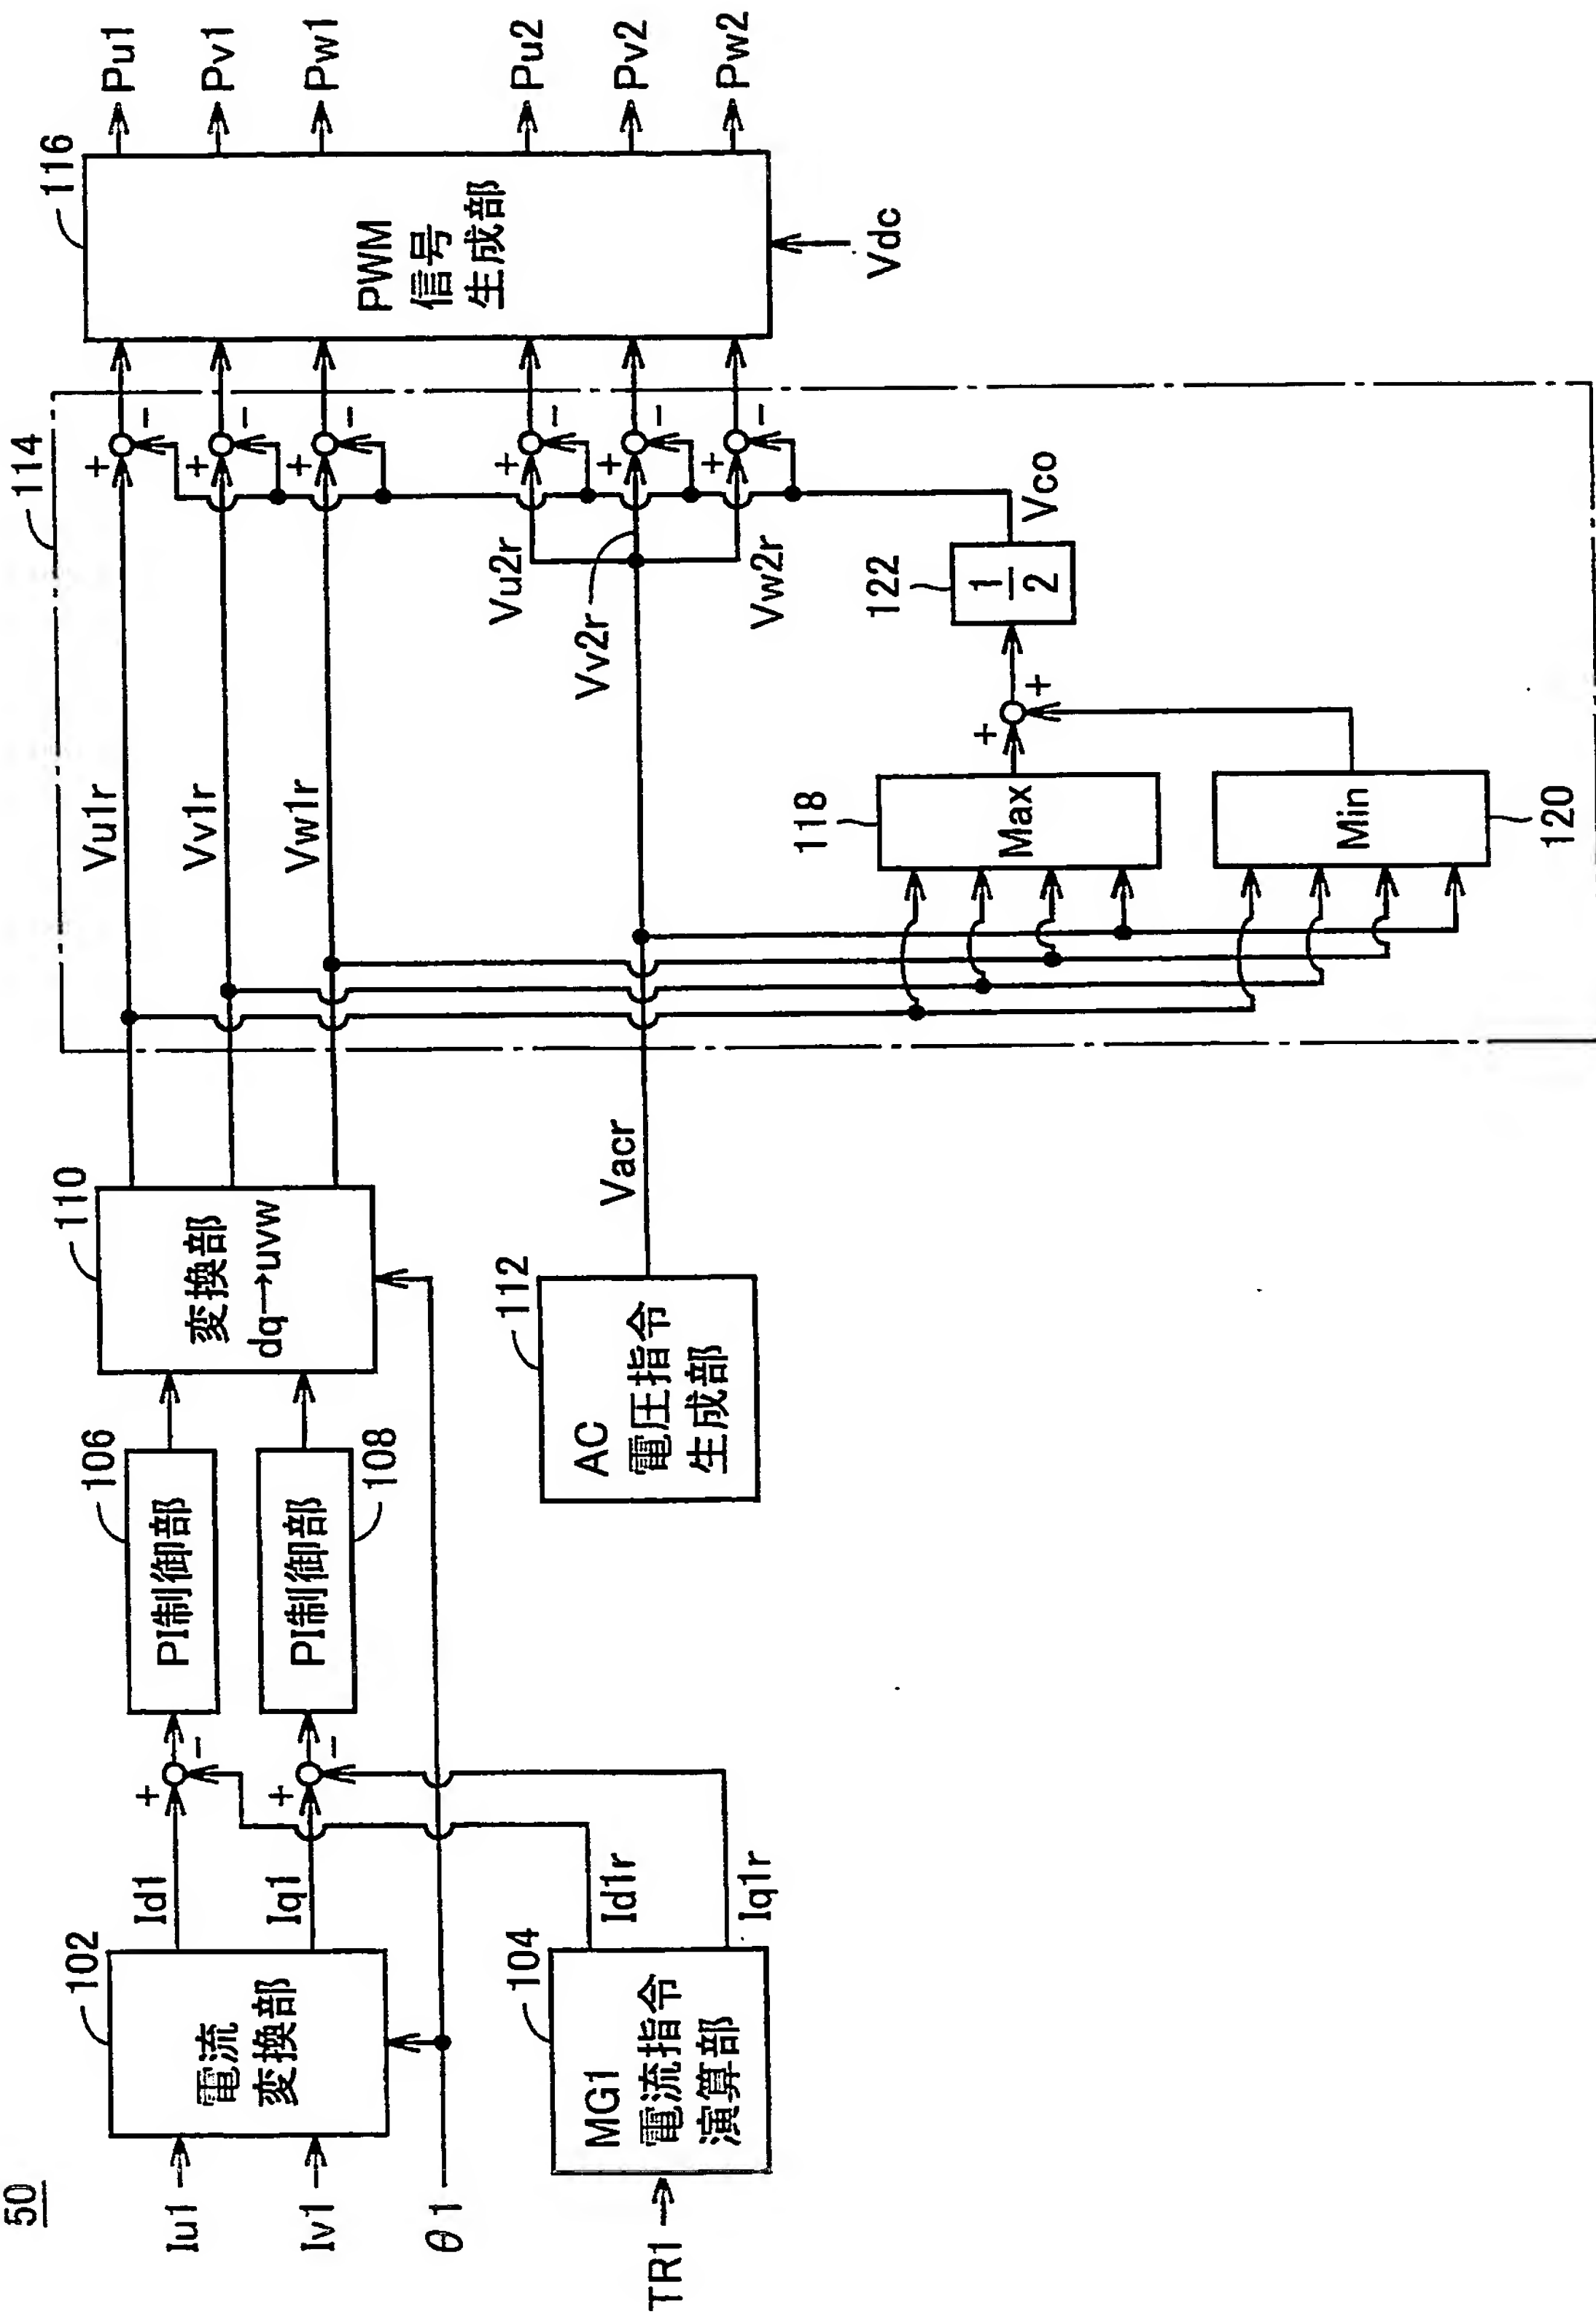 50
Iu1
Iv1
θ1
TR1
102
電流
変換部
104
MG1
電流指令
演算部
Id1
Iq1
Id1r
Iq1r
+
-
+
-
106
PI制御部
PI制御部
108
110
変換部
dq→uvw
112
AC
電圧指令
生成部
Vacr
114
Vu1r
Vv1r
Vw1r
Vu2r
Vv2r
Vw2r
118
Max
Min
120
+
+
122
1
2
Vco
+
-
+
-
+
-
+
-
+
-
+
-
116
PWM
信号
生成部
Vdc
Pu1
Pv1
Pw1
Pu2
Pv2
Pw2